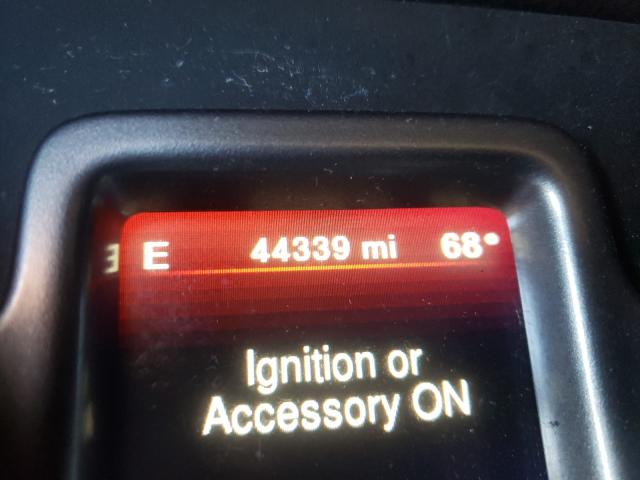 E 44339 mi 68°
Ignition or
Accessory ON